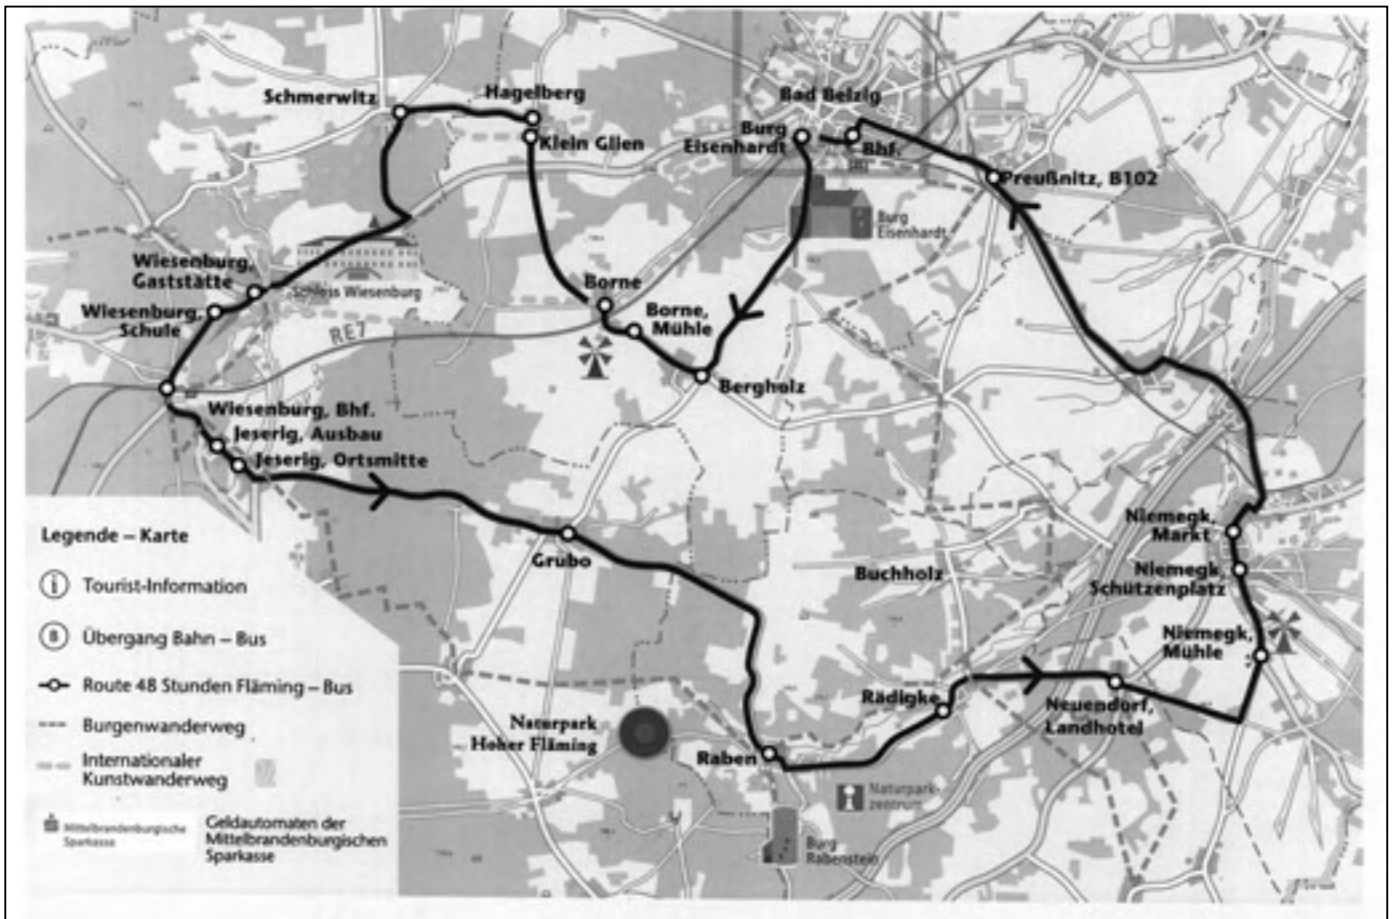 Schmerwitz
Hagelberg
Klein Glien
Bad Belzig
Burg
Eisenhardt
Bhf.
Preußnitz, B102
Burg
Eisenhardt
Wiesenburg,
Gaststätte
Schloss Wiesenburg
Wiesenburg,
Schule
RE7
Borne
Borne,
Mühle
Bergholz
Wiesenburg, Bhf.
Jeserig, Ausbau
Jeserig, Ortsmitte
Grubo
Buchholz
Niemegk,
Markt
Niemegk,
Schützenplatz
Niemegk,
Mühle
Rädigke
Neuendorf,
Landhotel
Naturpark
Hoher Fläming
Raben
Naturpark-
zentrum
Burg
Rabenstein
Legende – Karte
i Tourist-Information
B Übergang Bahn – Bus
Route 48 Stunden Fläming – Bus
Burgenwanderweg
Internationaler
Kunstwanderweg
Mittelbrandenburgische
Sparkasse
Geldautomaten der
Mittelbrandenburgischen
Sparkasse